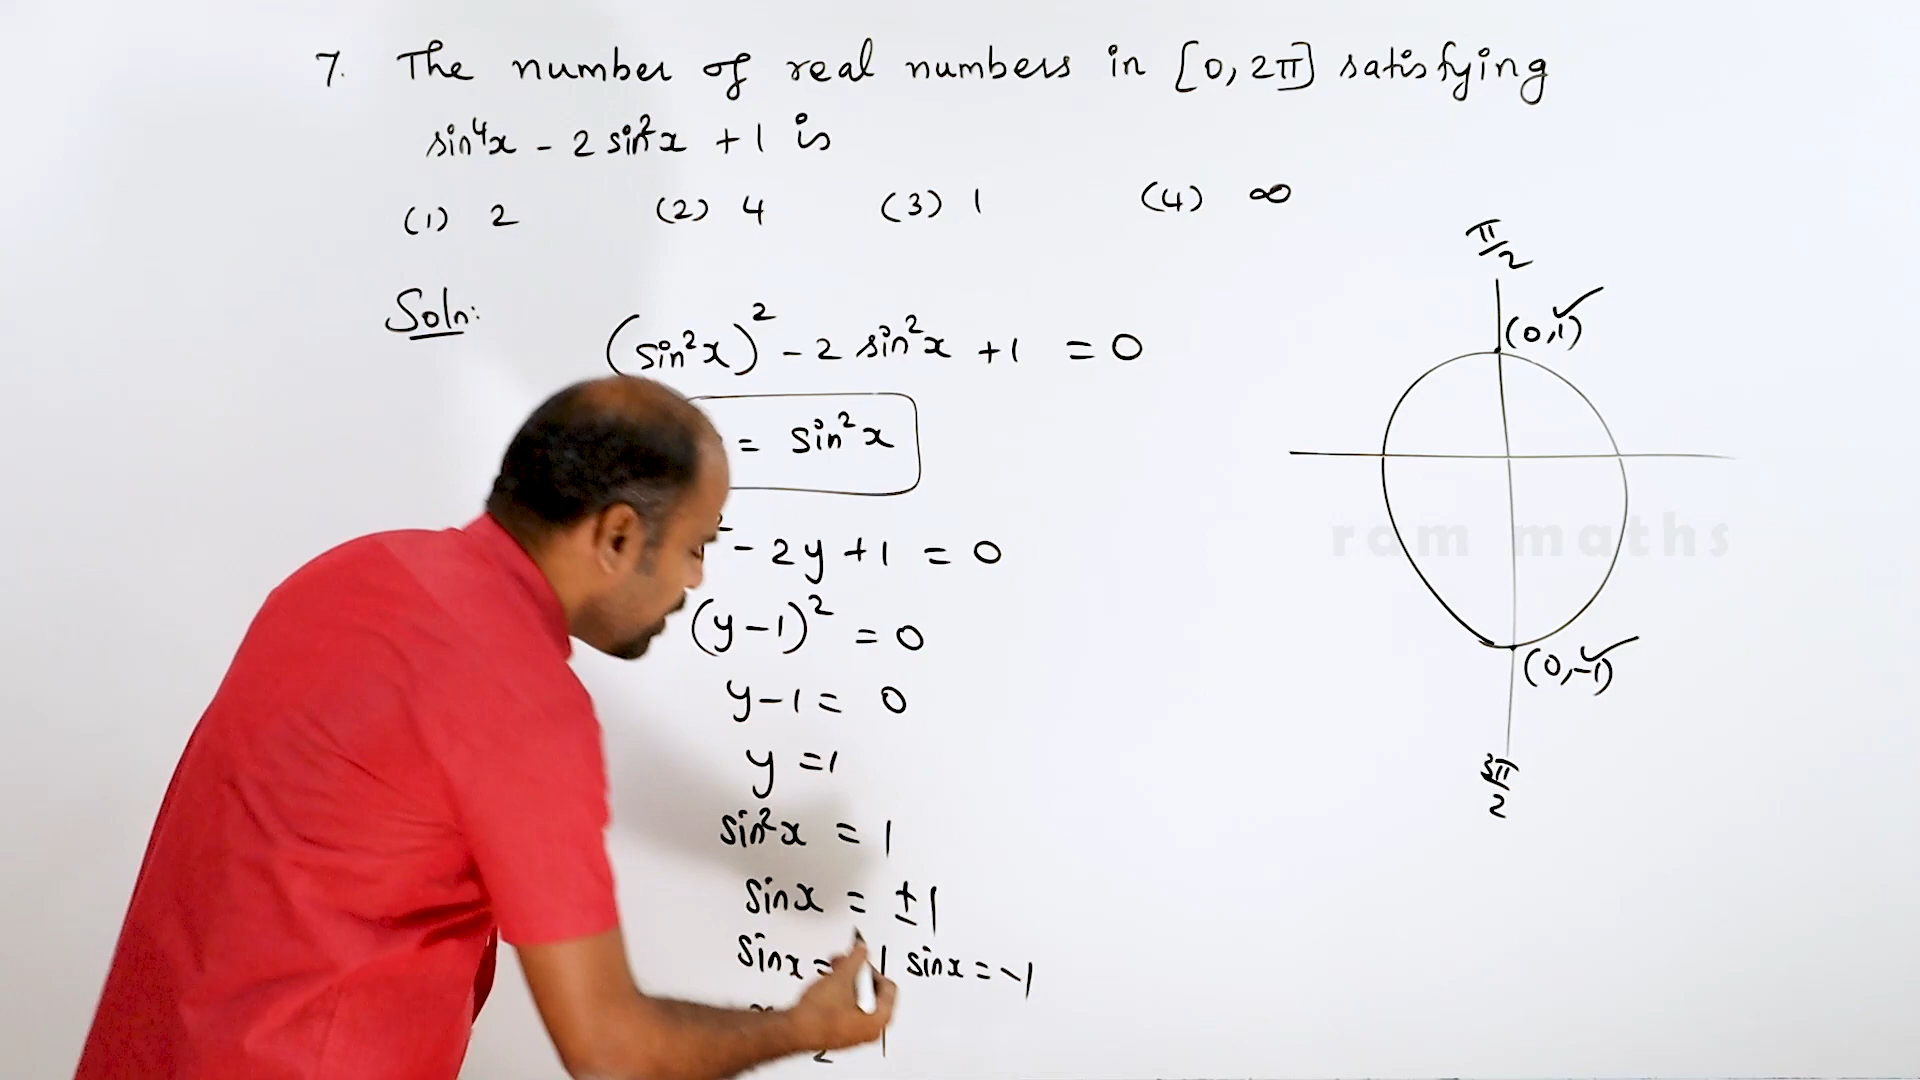 7. The number of real numbers in [0, 2π] satisfying
sin⁴x - 2 sin²x + 1 is
(1) 2 (2) 4 (3) 1 (4) ∞
Soln:
(sin²x)² - 2 sin²x + 1 = 0
= sin²x
- 2y + 1 = 0
(y-1)² = 0
y-1 = 0
y = 1
sin²x = 1
sinx = ±1
sinx = | sinx = -1
2
π/2
(0,1)
ram maths
(0,-1)
3π/2